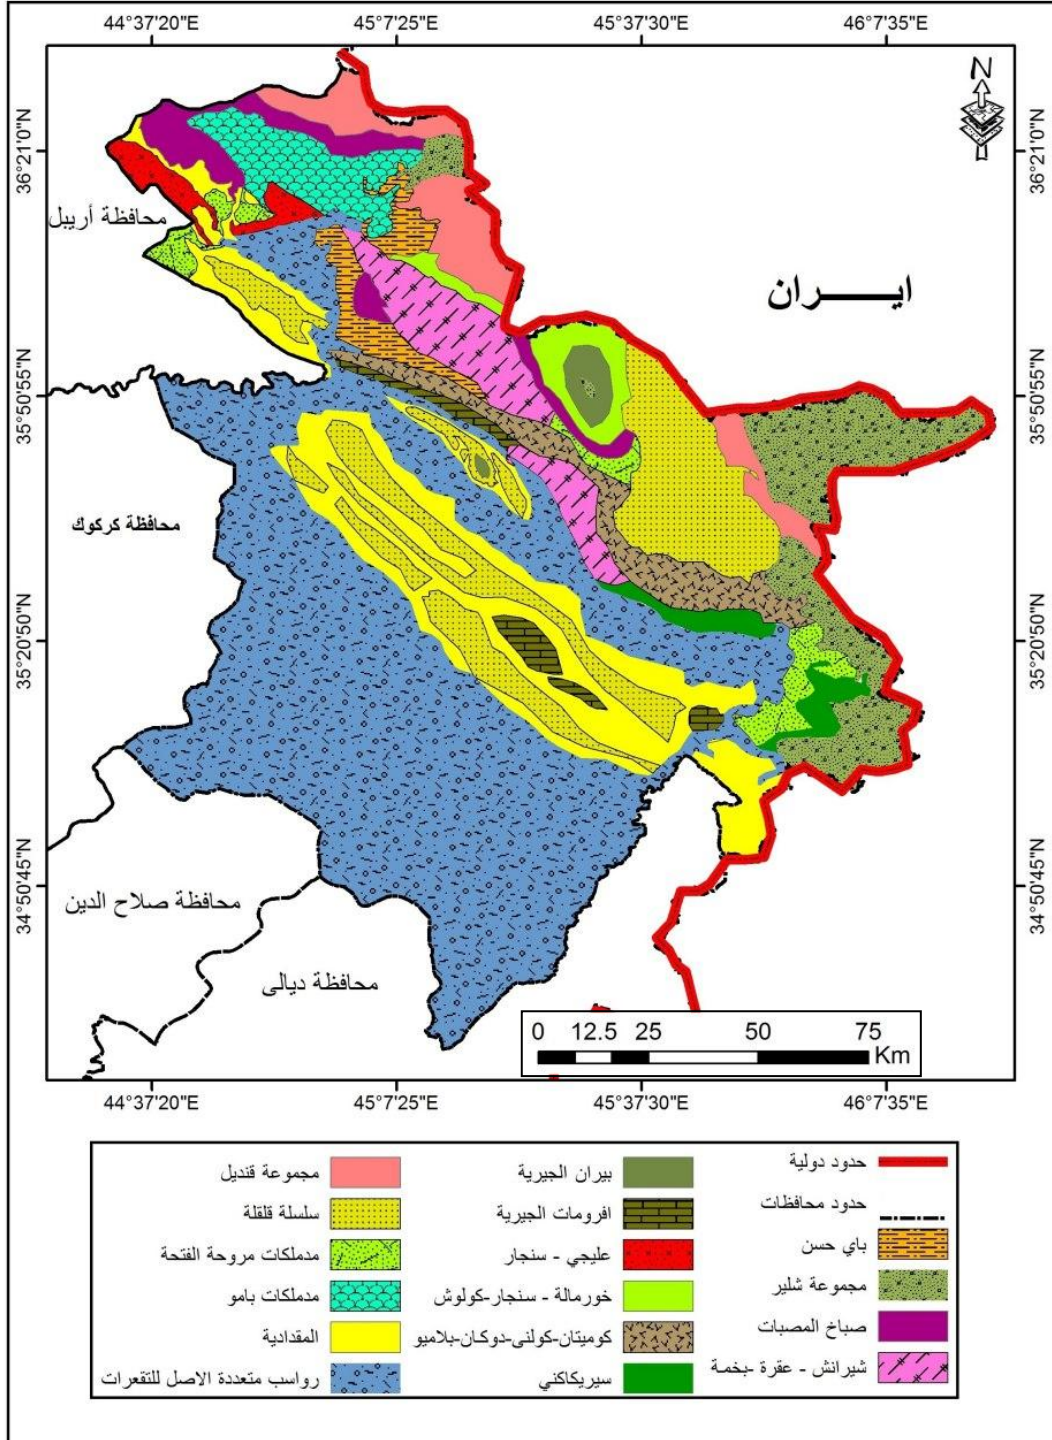 44°37'20"E 45°7'25"E 45°37'30"E 46°7'35"E
N
36°21'0"N 36°21'0"N
محافظة أربيل
ايـــــران
35°50'55"N 35°50'55"N
محافظة كركوك
35°20'50"N 35°20'50"N
34°50'45"N 34°50'45"N
محافظة صلاح الدين
محافظة ديالى
0 12.5 25 50 75
Km
44°37'20"E 45°7'25"E 45°37'30"E 46°7'35"E
حدود دولية
حدود محافظات
باي حسن
مجموعة شلير
صباخ المصبات
شيرانش - عقرة -بخمة
بيران الجيرية
افرومات الجيرية
عليجي - سنجار
خورمالة - سنجار-كولوش
كوميتان-كولنى-دوكان-بلامبو
سيريكاكني
مجموعة قنديل
سلسلة قلقلة
مدملكات مروحة الفتحة
مدملكات بامو
المقدادية
رواسب متعددة الاصل للتقعرات